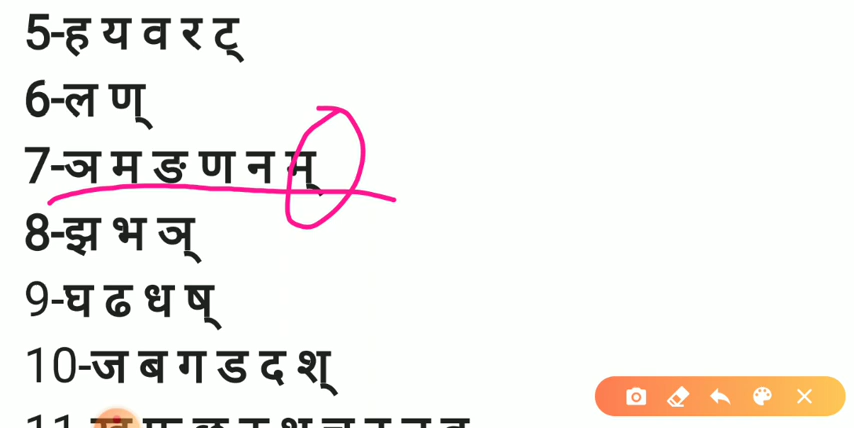 5-ह य व र ट्
6-ल ण्
7-ञ म ङ ण न म्
8-झ भ ञ्
9-घ ढ ध ष्
10-ज ब ग ड द श्